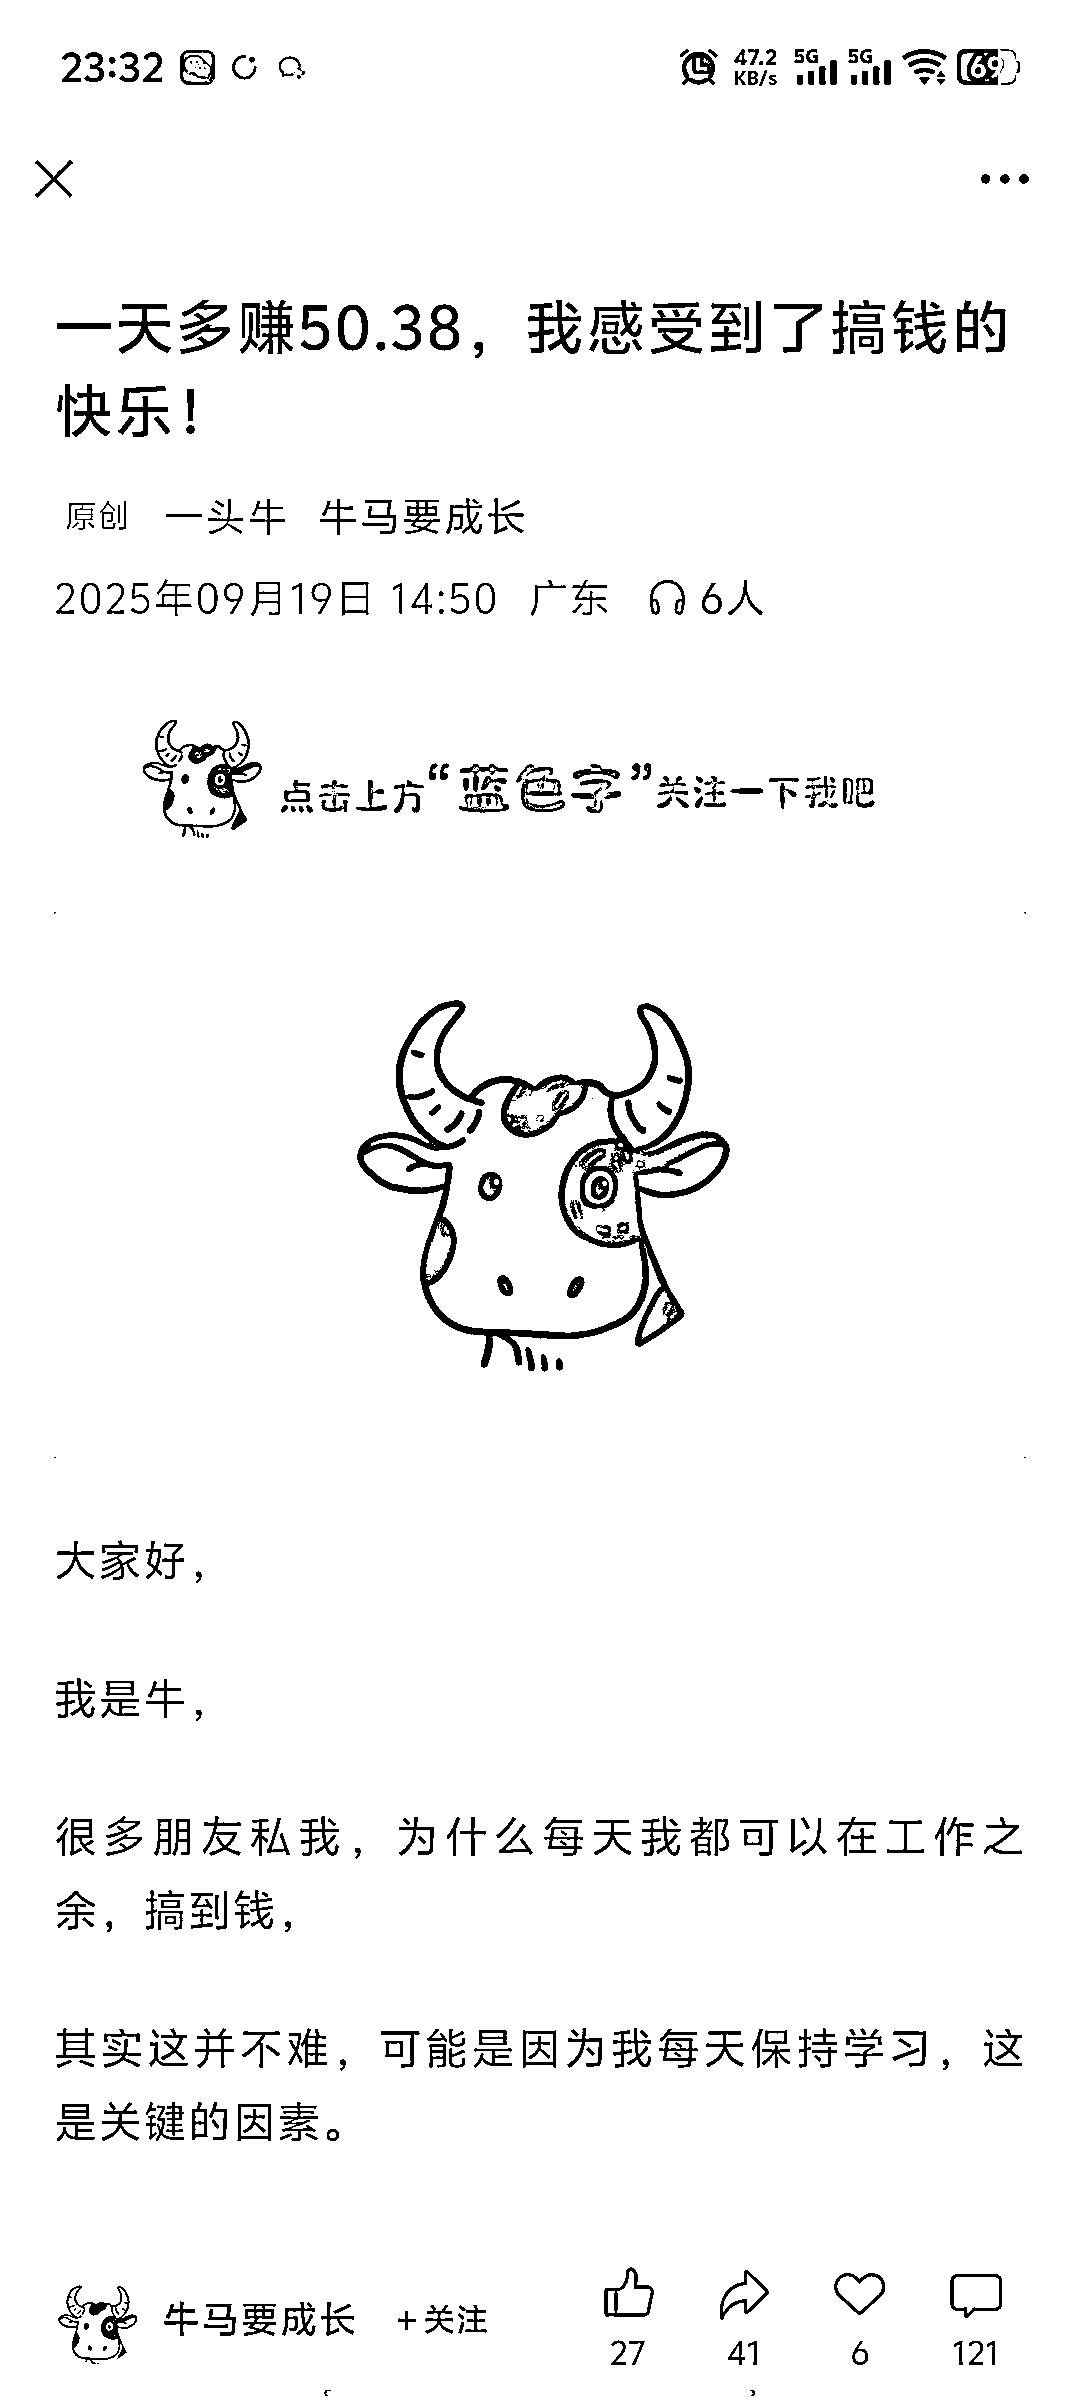 23:32 47.2 KB/s 5G 5G 69
一天多赚50.38，我感受到了搞钱的
快乐！
原创 一头牛 牛马要成长
2025年09月19日 14:50 广东 6人
点击上方“蓝色字”关注一下我吧
大家好，
我是牛，
很多朋友私我，为什么每天我都可以在工作之
余，搞到钱，
其实这并不难，可能是因为我每天保持学习，这
是关键的因素。
牛马要成长 +关注
27 41 6 121